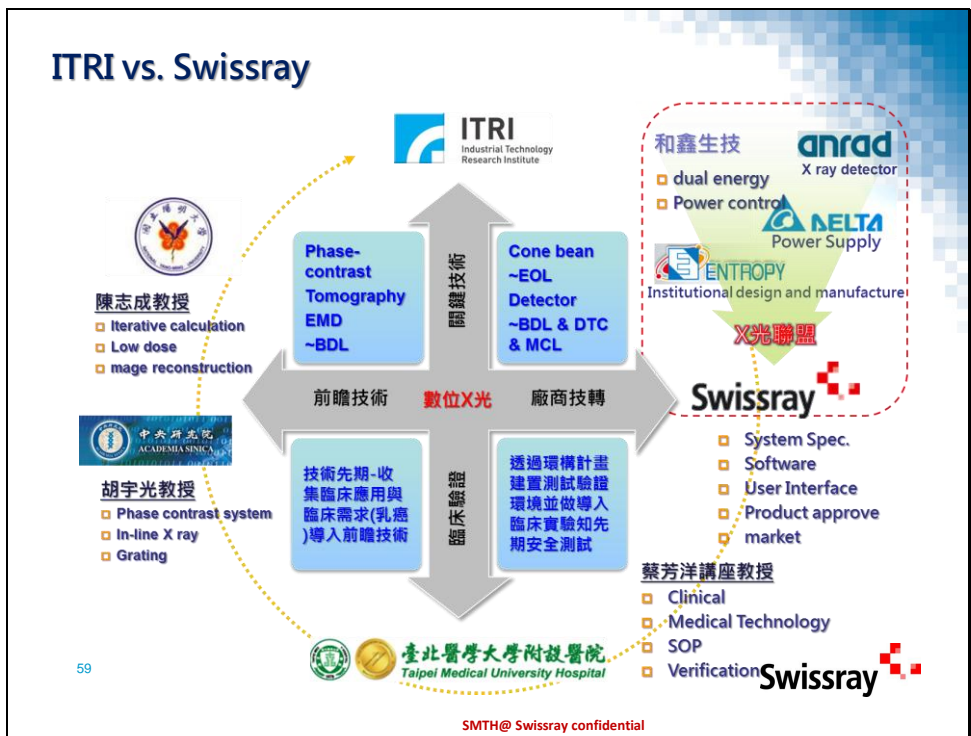 ITRI vs. Swissray
ITRI
Industrial Technology
Research Institute
和鑫生技
dual energy
Power control
anrad
X ray detector
DELTA
Power Supply
ENTROPY
Institutional design and manufacture
X光聯盟
Swissray
System Spec.
Software
User Interface
Product approve
market
陳志成教授
Iterative calculation
Low dose
mage reconstruction
中央研究院
ACADEMIA SINICA
胡宇光教授
Phase contrast system
In-line X ray
Grating
Phase-
contrast
Tomography
EMD
~BDL
關鍵技術
Cone bean
~EOL
Detector
~BDL & DTC
& MCL
前瞻技術
數位X光
廠商技轉
技術先期-收
集臨床應用與
臨床需求(乳癌
)導入前瞻技術
臨床驗證
透過環構計畫
建置測試驗證
環境並做導入
臨床實驗知先
期安全測試
蔡芳洋講座教授
Clinical
Medical Technology
SOP
Verification
臺北醫學大學附設醫院
Taipei Medical University Hospital
59
Swissray
SMTH@ Swissray confidential